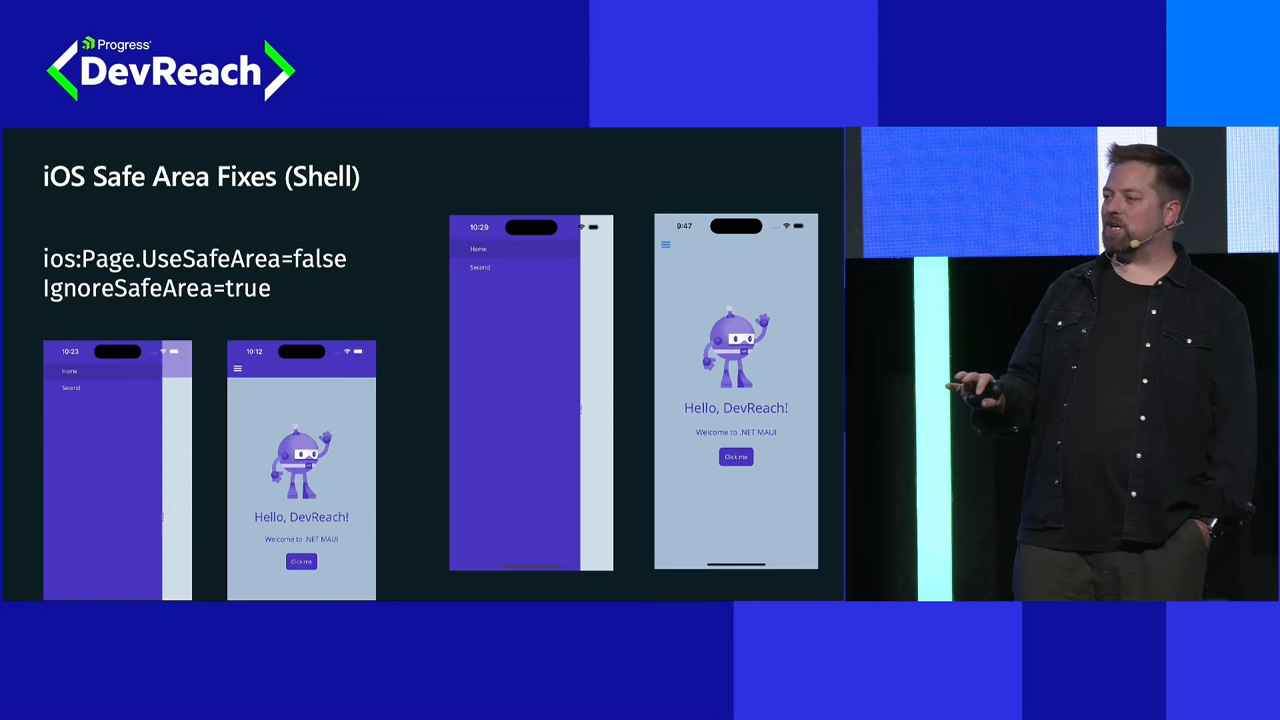 Progress
DevReach
iOS Safe Area Fixes (Shell)
ios:Page.UseSafeArea=false
IgnoreSafeArea=true
10:23
Home
Second
10:12
Hello, DevReach!
Welcome to .NET MAUI
Click me
10:29
Home
Second
9:47
Hello, DevReach!
Welcome to .NET MAUI
Click me